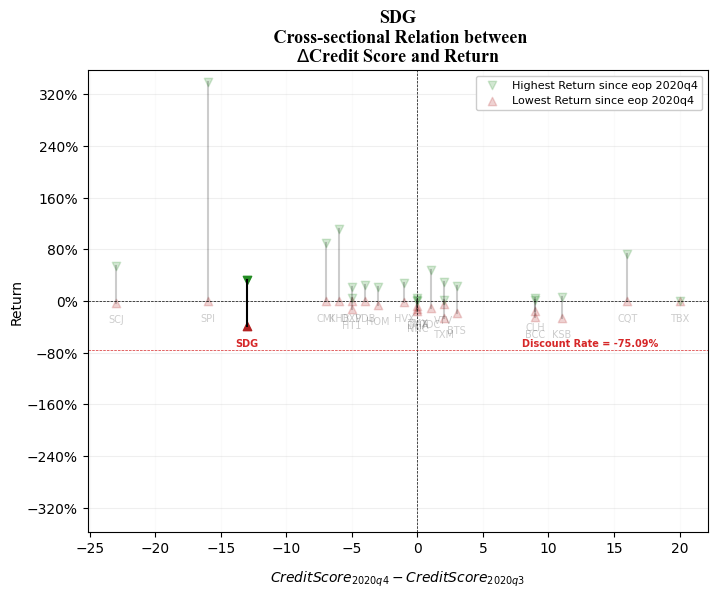 SDG
Cross-sectional Relation between
ΔCredit Score and Return
Highest Return since eop 2020q4
Lowest Return since eop 2020q4
Return
320%
240%
160%
80%
0%
−80%
−160%
−240%
−320%
SCJ
SPI
SDG
HOM
TXM
DTS
CLH
BCC
KSB
CQT
TBX
Discount Rate = -75.09%
−25
−20
−15
−10
−5
0
5
10
15
20
CreditScore2020q4 − CreditScore2020q3